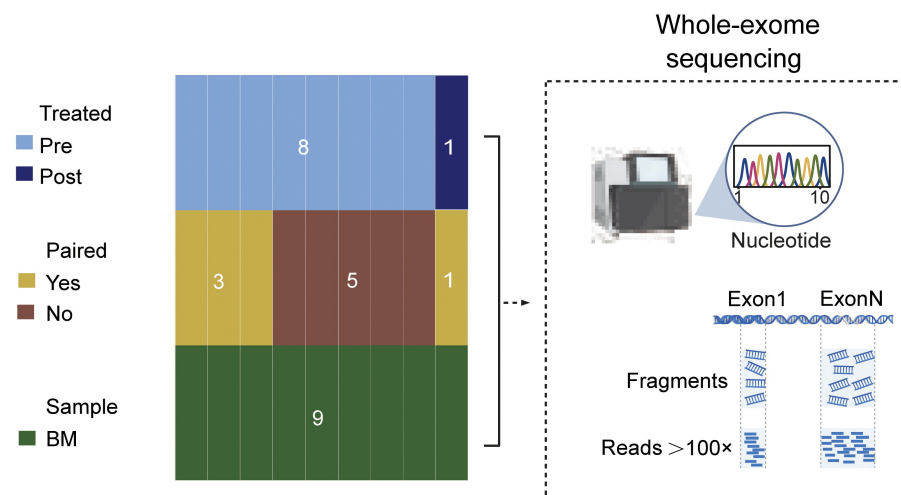 Whole-exome
sequencing
Treated
Pre
Post
8
1
Paired
Yes
No
3
5
1
Sample
BM
9
1
10
Nucleotide
Exon1
ExonN
Fragments
Reads >100×